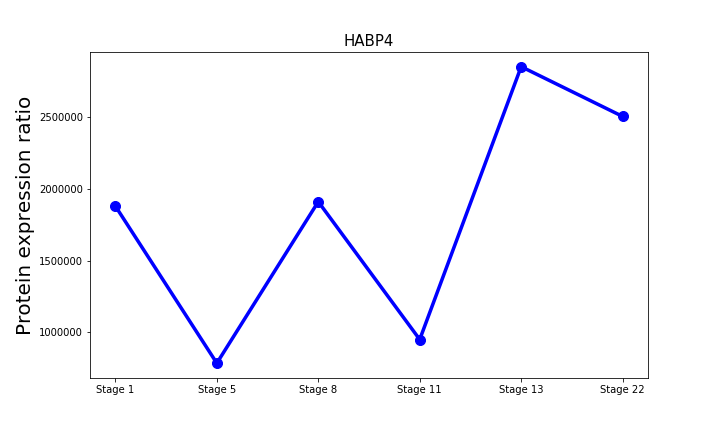 HABP4
Protein expression ratio
2500000
2000000
1500000
1000000
Stage 1 Stage 5 Stage 8 Stage 11 Stage 13 Stage 22